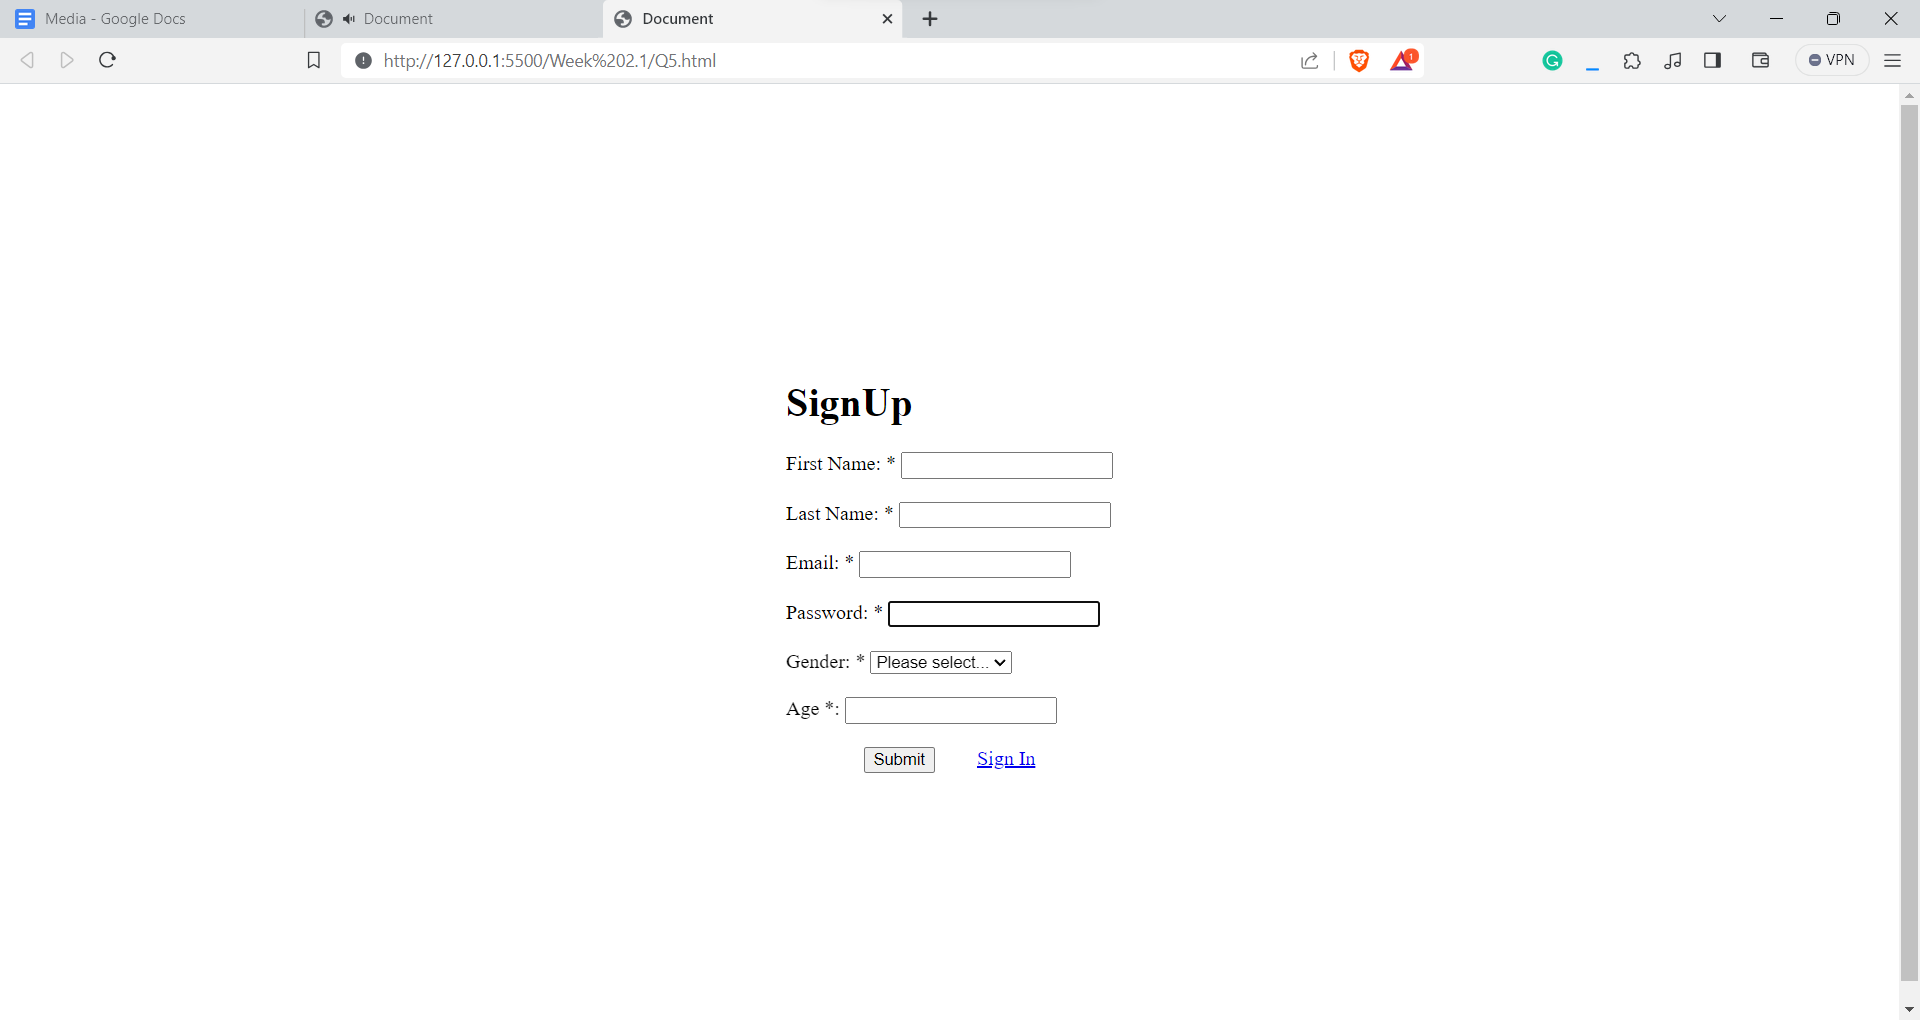 Media - Google Docs
Document
Document
http://127.0.0.1:5500/Week%202.1/Q5.html
1
VPN
SignUp
First Name: *
Last Name: *
Email: *
Password: *
Gender: * Please select...
Age *:
Submit Sign In